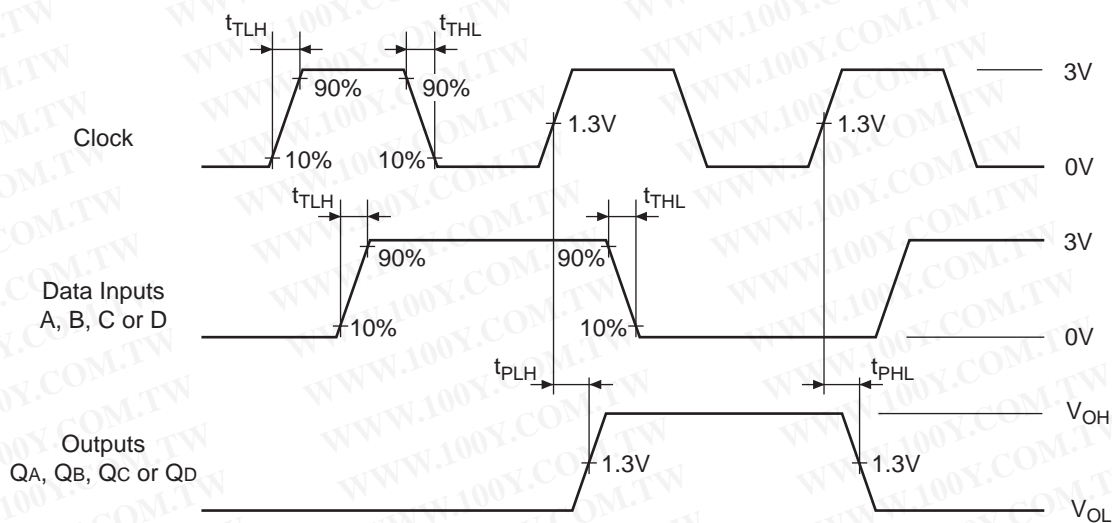 tTLH
tTHL
90%
90%
3V
Clock
1.3V
1.3V
10%
10%
0V
tTLH
tTHL
90%
90%
3V
Data Inputs
A, B, C or D
10%
10%
0V
tPLH
tPHL
VOH
Outputs
QA, QB, QC or QD
1.3V
1.3V
VOL
WWW.100Y.COM.TW